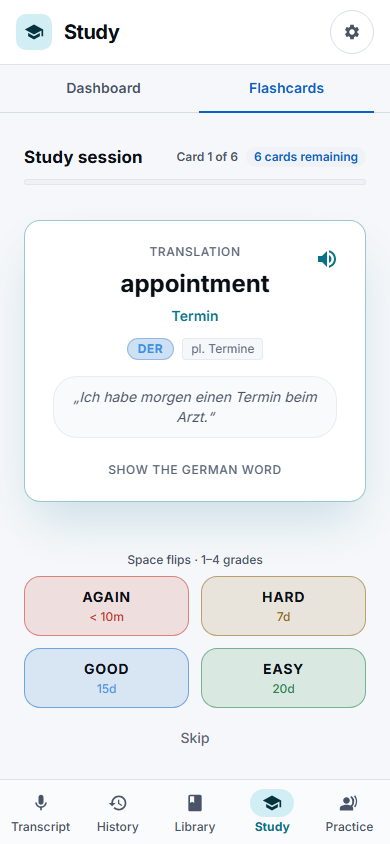 Study
Dashboard
Flashcards
Study session
Card 1 of 6
6 cards remaining
TRANSLATION
appointment
Termin
DER
pl. Termine
„Ich habe morgen einen Termin beim
Arzt.“
SHOW THE GERMAN WORD
Space flips · 1–4 grades
AGAIN
< 10m
HARD
7d
GOOD
15d
EASY
20d
Skip
Transcript
History
Library
Study
Practice